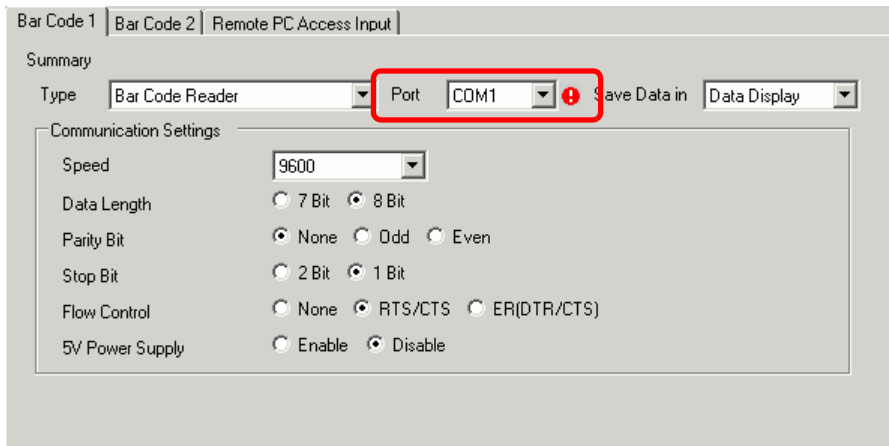 Bar Code 1 Bar Code 2 Remote PC Access Input
Summary
Type Bar Code Reader Port COM1 Save Data in Data Display
Communication Settings
Speed 9600
Data Length 7 Bit 8 Bit
Parity Bit None Odd Even
Stop Bit 2 Bit 1 Bit
Flow Control None RTS/CTS ER(DTR/CTS)
5V Power Supply Enable Disable